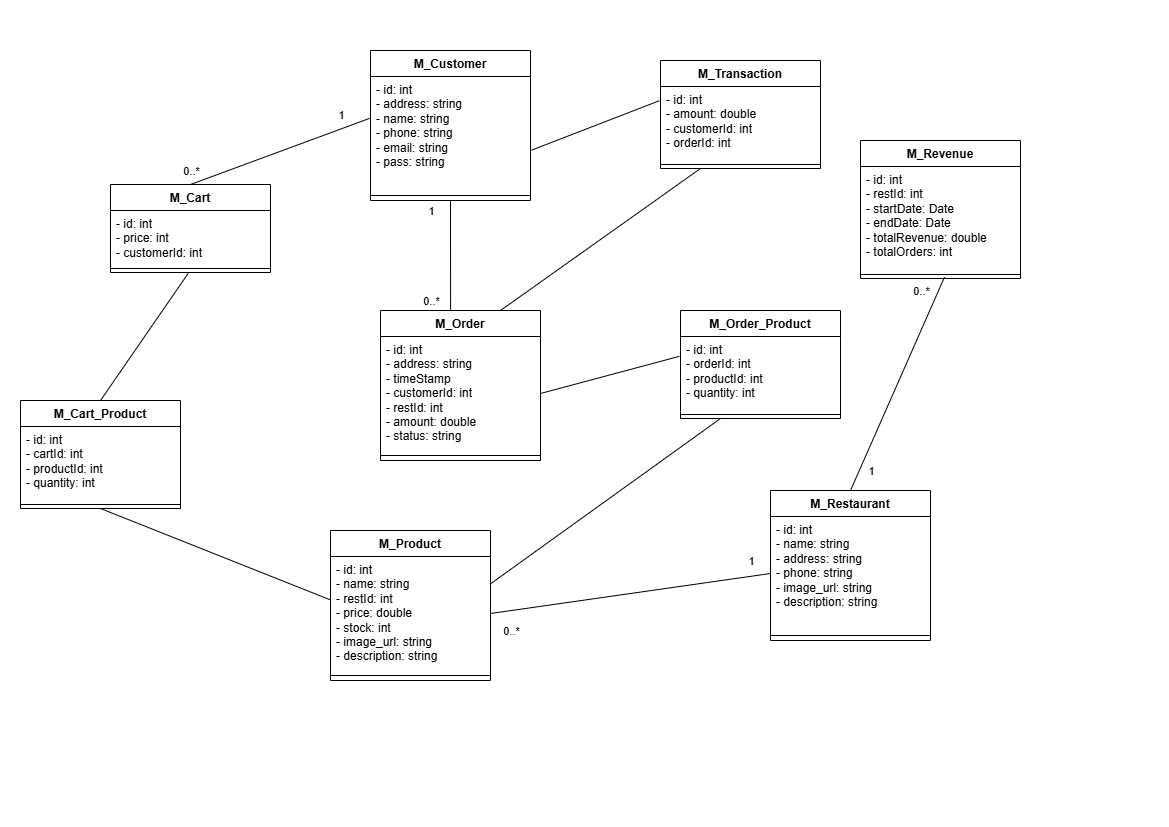 M_Customer
- id: int
- address: string
- name: string
- phone: string
- email: string
- pass: string
M_Transaction
- id: int
- amount: double
- customerId: int
- orderId: int
M_Revenue
- id: int
- restId: int
- startDate: Date
- endDate: Date
- totalRevenue: double
- totalOrders: int
1
0..*
M_Cart
- id: int
- price: int
- customerId: int
1
0..*
M_Order
- id: int
- address: string
- timeStamp
- customerId: int
- restId: int
- amount: double
- status: string
M_Order_Product
- id: int
- orderId: int
- productId: int
- quantity: int
0..*
1
M_Cart_Product
- id: int
- cartId: int
- productId: int
- quantity: int
M_Product
- id: int
- name: string
- restId: int
- price: double
- stock: int
- image_url: string
- description: string
1
0..*
M_Restaurant
- id: int
- name: string
- address: string
- phone: string
- image_url: string
- description: string